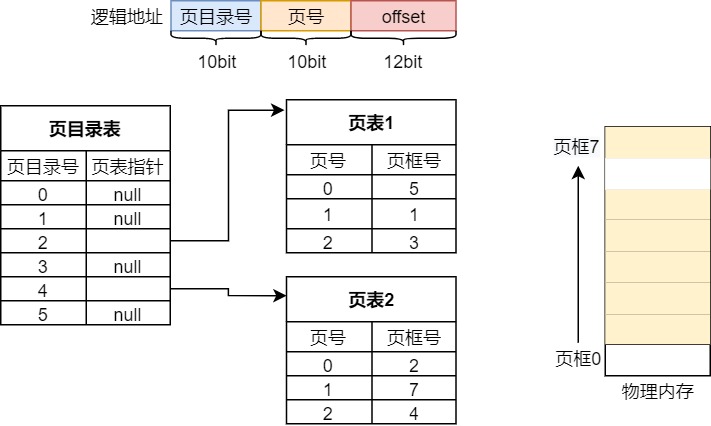 逻辑地址 页目录号 页号 offset
10bit 10bit 12bit
页目录表
页目录号 页表指针
0 null
1 null
2
3 null
4
5 null
页表1
页号 页框号
0 5
1 1
2 3
页表2
页号 页框号
0 2
1 7
2 4
页框7
页框0
物理内存